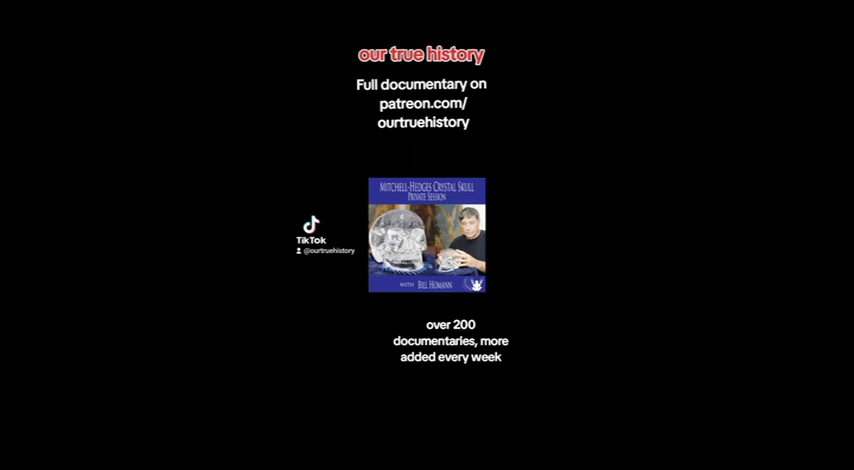 our true history
Full documentary on
patreon.com/
ourtruehistory
MITCHELL-HEDGES CRYSTAL SKULL
PRIVATE SESSION
TikTok
@ourtruehistory
WITH BILL HOMANN
over 200
documentaries, more
added every week